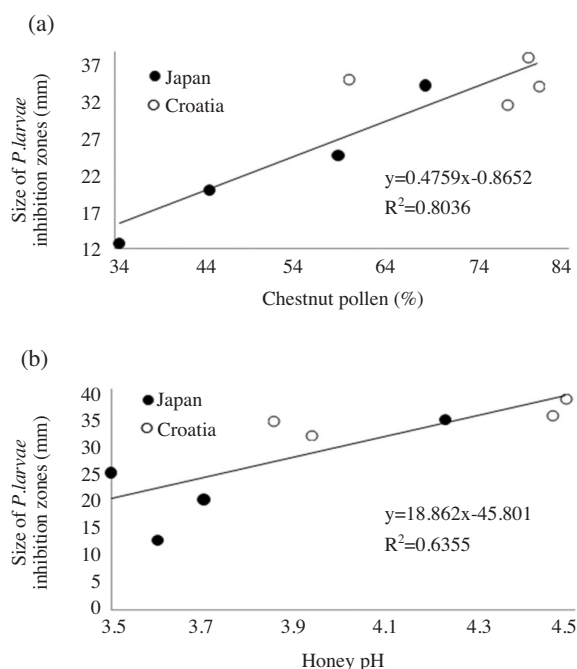 (a)
Size of P.larvae
inhibition zones (mm)
37
32
27
22
17
12
Japan
Croatia
y=0.4759x-0.8652
R²=0.8036
34 44 54 64 74 84
Chestnut pollen (%)
(b)
Size of P.larvae
inhibition zones (mm)
40
35
30
25
20
15
10
5
0
Japan
Croatia
y=18.862x-45.801
R²=0.6355
3.5 3.7 3.9 4.1 4.3 4.5
Honey pH